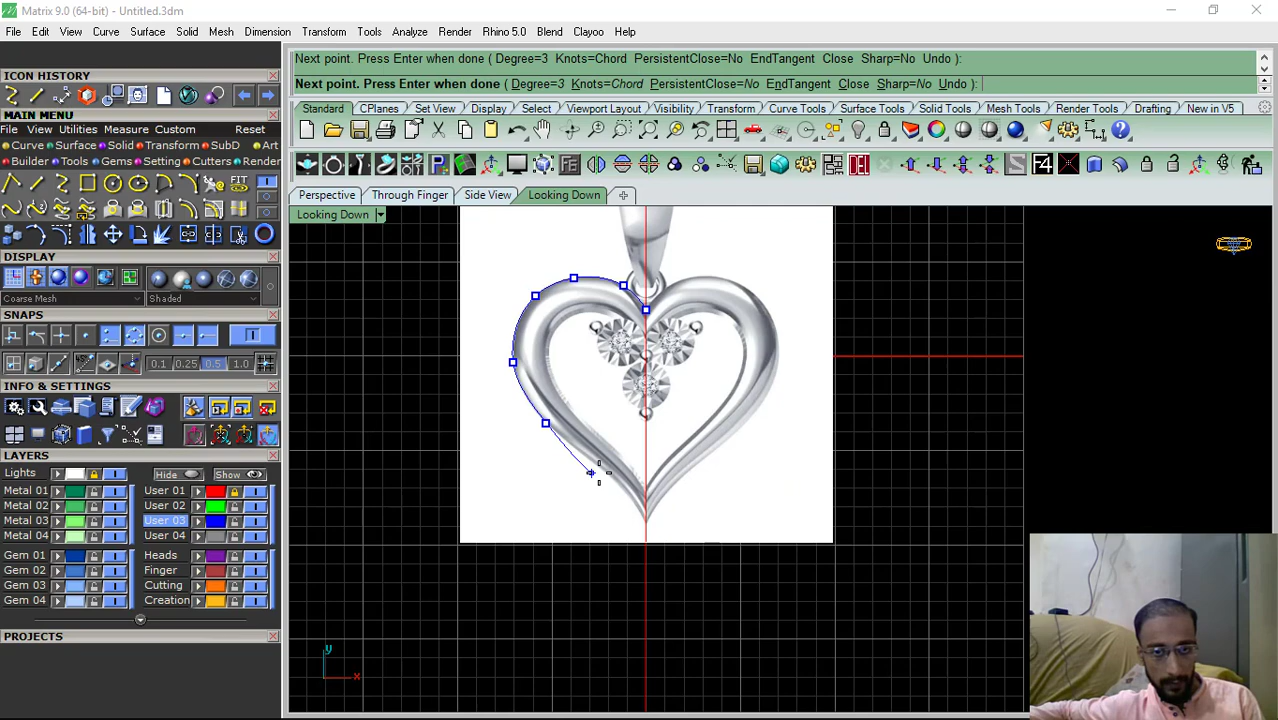 Matrix 9.0 (64-bit) - Untitled.3dm
File Edit View Curve Surface Solid Mesh Dimension Transform Tools Analyze Render Rhino 5.0 Blend Clayoo Help
Next point. Press Enter when done ( Degree=3 Knots=Chord PersistentClose=No EndTangent Close Sharp=No Undo ):
Next point. Press Enter when done ( Degree=3 Knots=Chord PersistentClose=No EndTangent Close Sharp=No Undo ):
Standard CPlanes Set View Display Select Viewport Layout Visibility Transform Curve Tools Surface Tools Solid Tools Mesh Tools Render Tools Drafting New in V5
Perspective Through Finger Side View Looking Down
Looking Down
ICON HISTORY
MAIN MENU
File View Utilities Measure Custom Reset
Curve Surface Solid Transform SubD Art
Builder Tools Gems Setting Cutters Render
FIT
DISPLAY
Coarse Mesh Shaded
SNAPS
0.1 0.25 0.5 1.0
INFO & SETTINGS
LAYERS
Lights Hide Show
Metal 01 User 01
Metal 02 User 02
Metal 03 User 03
Metal 04 User 04
Gem 01 Heads
Gem 02 Finger
Gem 03 Cutting
Gem 04 Creation
PROJECTS
F4
DEL
y
x